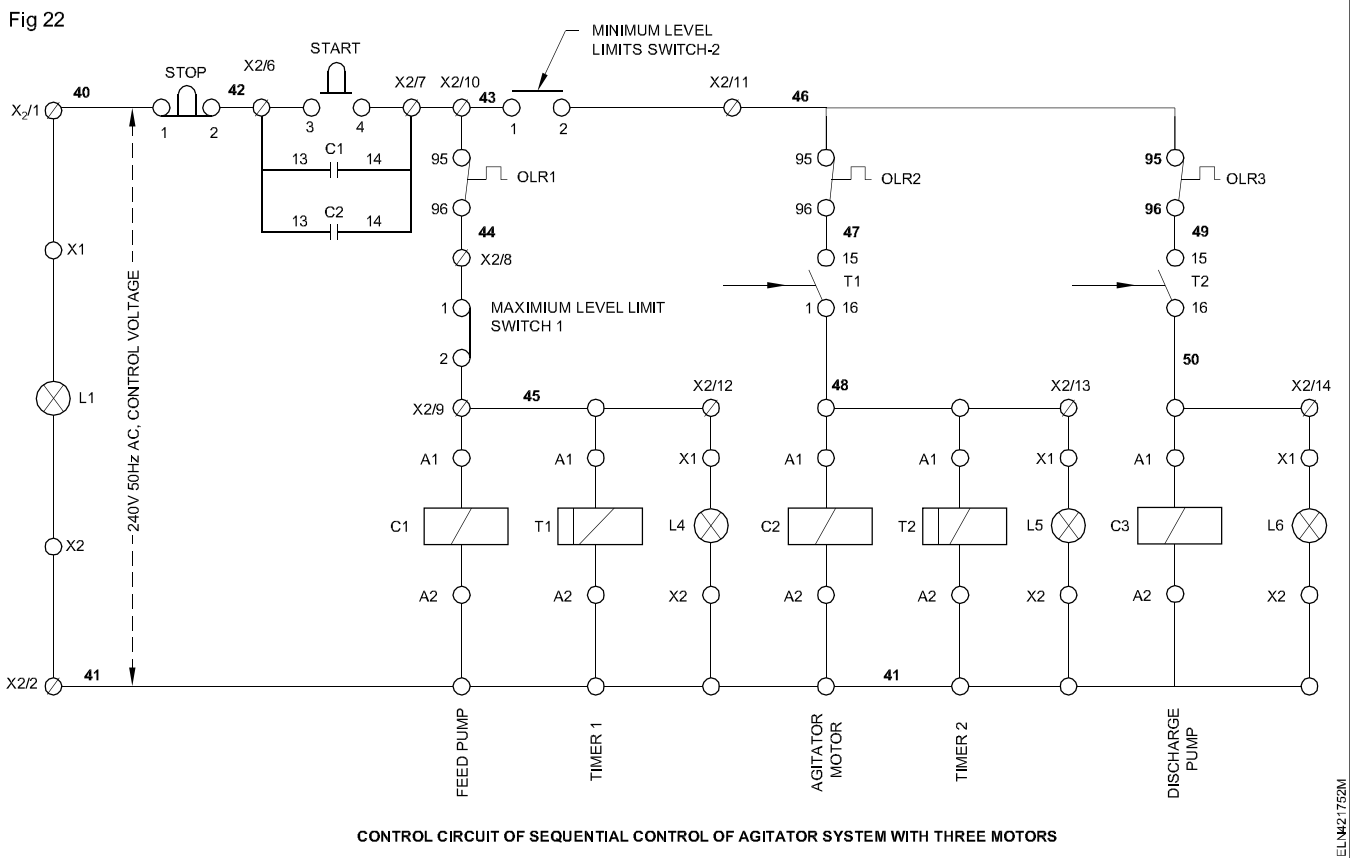 Fig 22
MINIMUM LEVEL
LIMITS SWITCH-2
START
STOP
X2/6
X2/7
X2/10
X2/11
X2/1
40
42
43
46
1
2
3
4
1
2
13
C1
14
13
C2
14
95
OLR1
96
95
OLR2
96
95
OLR3
96
44
47
49
X2/8
15
T1
1
16
15
T2
16
X1
1
MAXIMIUM LEVEL LIMIT
SWITCH 1
2
240V 50Hz AC, CONTROL VOLTAGE
L1
X2
X2/9
45
X2/12
48
X2/13
50
X2/14
A1
A1
X1
A1
A1
X1
A1
X1
C1
T1
L4
C2
T2
L5
C3
L6
A2
A2
X2
A2
A2
X2
A2
X2
X2/2
41
41
FEED PUMP
TIMER 1
AGITATOR
MOTOR
TIMER 2
DISCHARGE
PUMP
CONTROL CIRCUIT OF SEQUENTIAL CONTROL OF AGITATOR SYSTEM WITH THREE MOTORS
ELN421752M